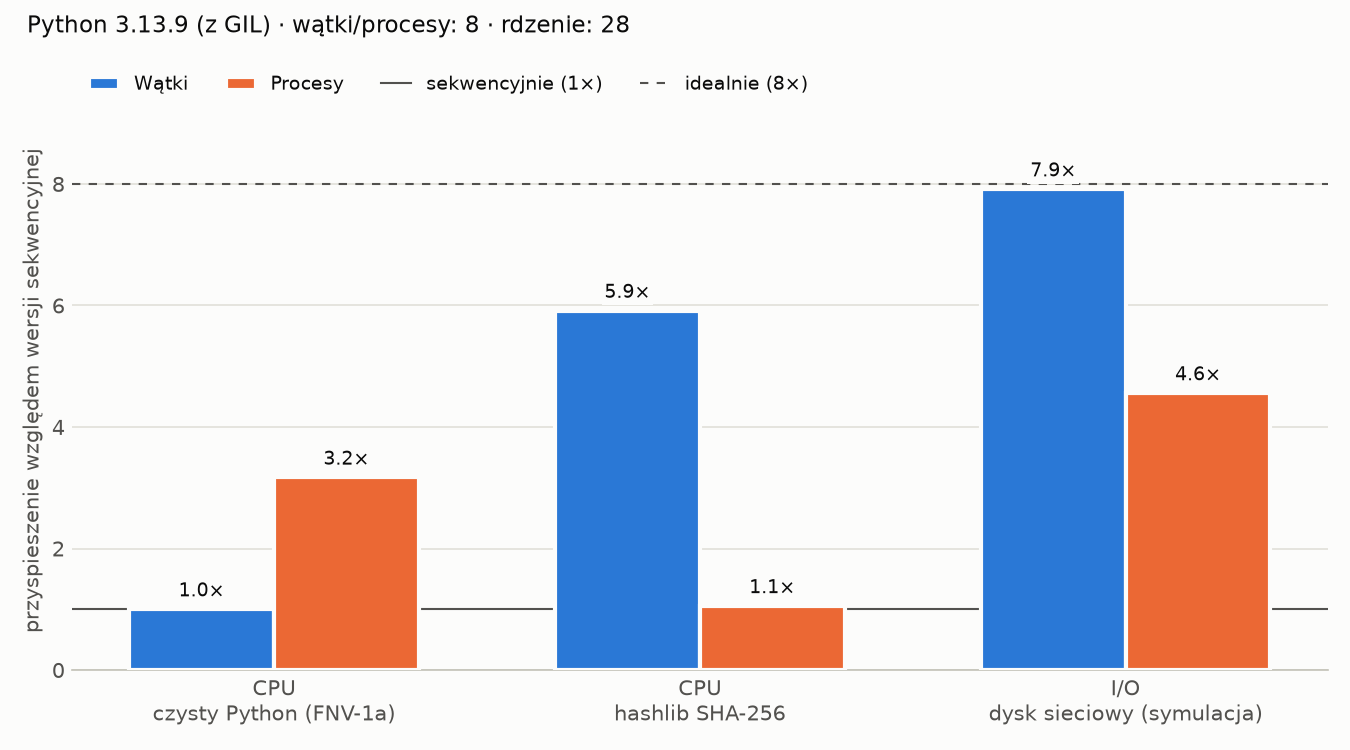 Python 3.13.9 (z GIL) · wątki/procesy: 8 · rdzenie: 28
Wątki Procesy sekwencyjnie (1×) idealnie (8×)
przyspieszenie względem wersji sekwencyjnej
8
6
4
2
0
1.0×
3.2×
5.9×
1.1×
7.9×
4.6×
CPU
czysty Python (FNV-1a)
CPU
hashlib SHA-256
I/O
dysk sieciowy (symulacja)